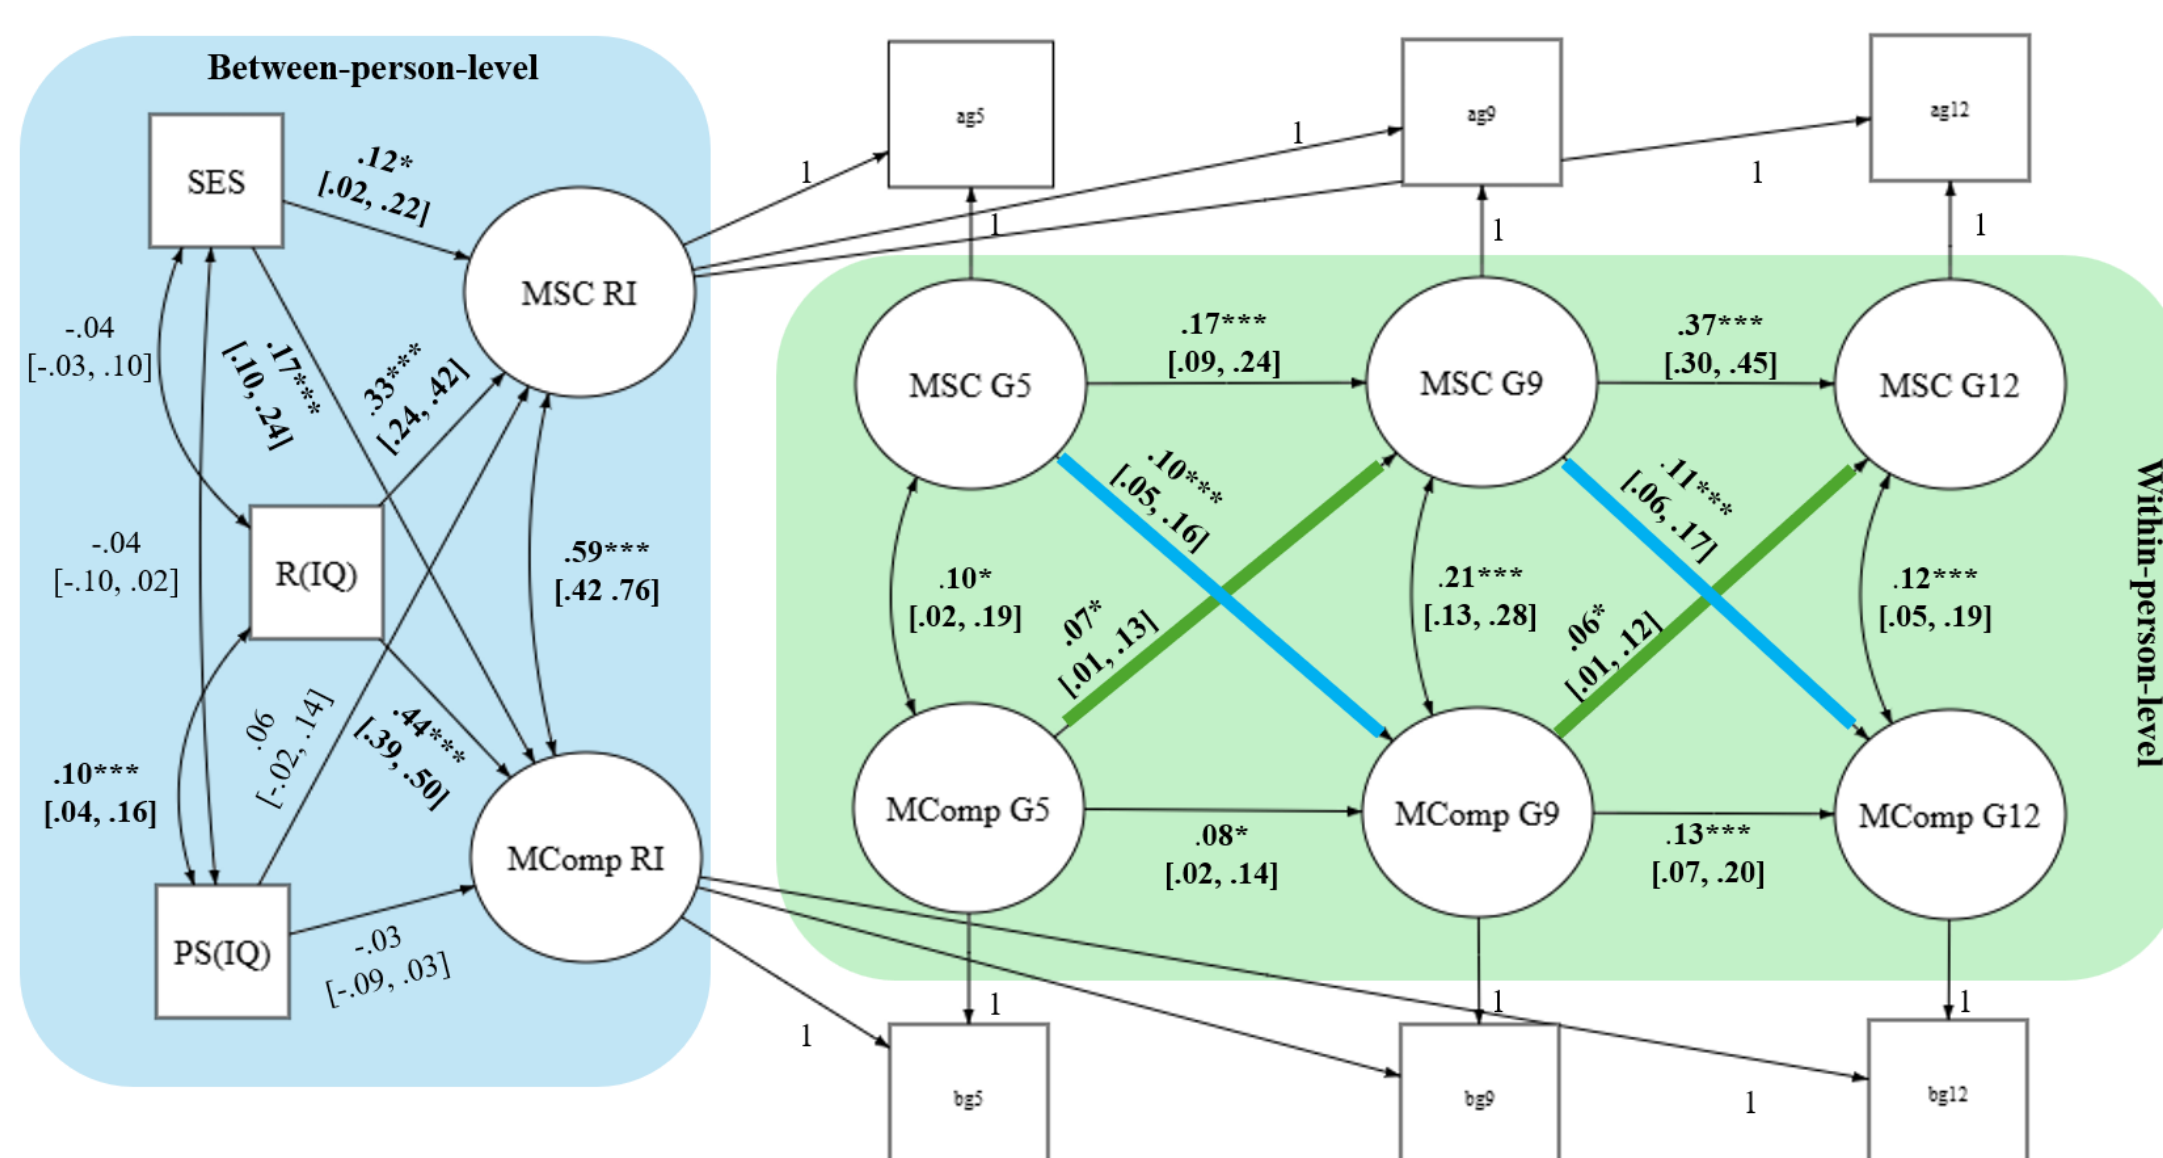 Between-person-level
SES
.12*
[.02, .22]
MSC RI
-.04
[-.03, .10]
.17***
[.10, .24]
.33***
[.24, .42]
R(IQ)
-.04
[-.10, .02]
.59***
[.42 .76]
.06
[-.02, .14]
.44***
[.39, .50]
.10***
[.04, .16]
MComp RI
PS(IQ)
-.03
[-.09, .03]
ag5
ag9
ag12
1
1
1
1
1
1
Within-person-level
MSC G5
.17***
[.09, .24]
MSC G9
.37***
[.30, .45]
MSC G12
.10***
[.05, .16]
.11***
[.06, .17]
.10*
[.02, .19]
.07*
[.01, .13]
.21***
[.13, .28]
.06*
[.01, .12]
.12***
[.05, .19]
MComp G5
.08*
[.02, .14]
MComp G9
.13***
[.07, .20]
MComp G12
1
1
1
1
1
bg5
bg9
bg12